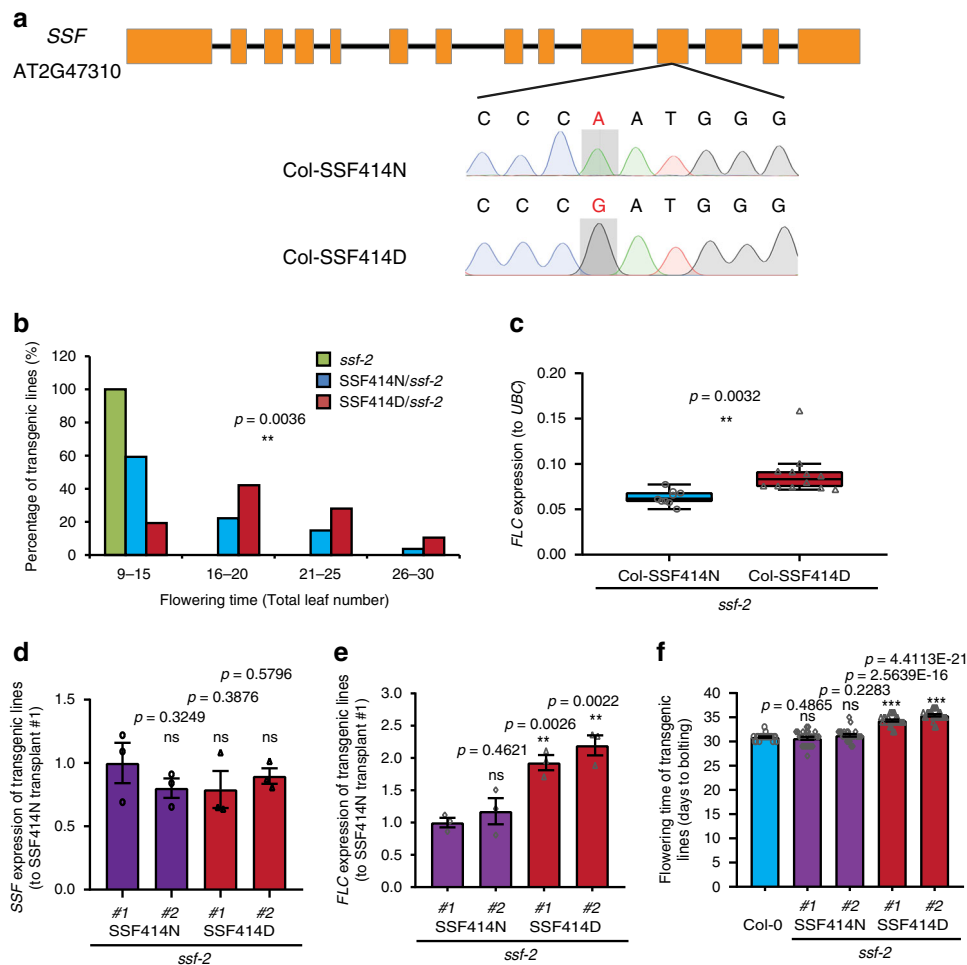 a
SSF
AT2G47310
C C C A A T G G G
Col-SSF414N
C C C G A T G G G
Col-SSF414D
b
Percentage of transgenic lines (%)
120
100
80
60
40
20
0
ssf-2
SSF414N/ssf-2
SSF414D/ssf-2
p = 0.0036
**
9–15 16–20 21–25 26–30
Flowering time (Total leaf number)
c
FLC expression (to UBC)
0.20
0.15
0.10
0.05
0.00
p = 0.0032
**
Col-SSF414N Col-SSF414D
ssf-2
d
SSF expression of transgenic lines
(to SSF414N transplant #1)
1.5
1.0
0.5
0.0
p = 0.5796
p = 0.3876
p = 0.3249
ns ns ns
#1 #2 #1 #2
SSF414N SSF414D
ssf-2
e
FLC expression of transgenic lines
(to SSF414N transplant #1)
3.0
2.5
2.0
1.5
1.0
0.5
0.0
p = 0.0022
p = 0.0026
p = 0.4621
ns ** **
#1 #2 #1 #2
SSF414N SSF414D
ssf-2
f
Flowering time of transgenic
lines (days to bolting)
50
45
40
35
30
25
20
15
10
5
0
p = 4.4113E-21
p = 2.5639E-16
p = 0.2283
p = 0.4865
ns ns *** ***
#1 #2 #1 #2
Col-0 SSF414N SSF414D
ssf-2